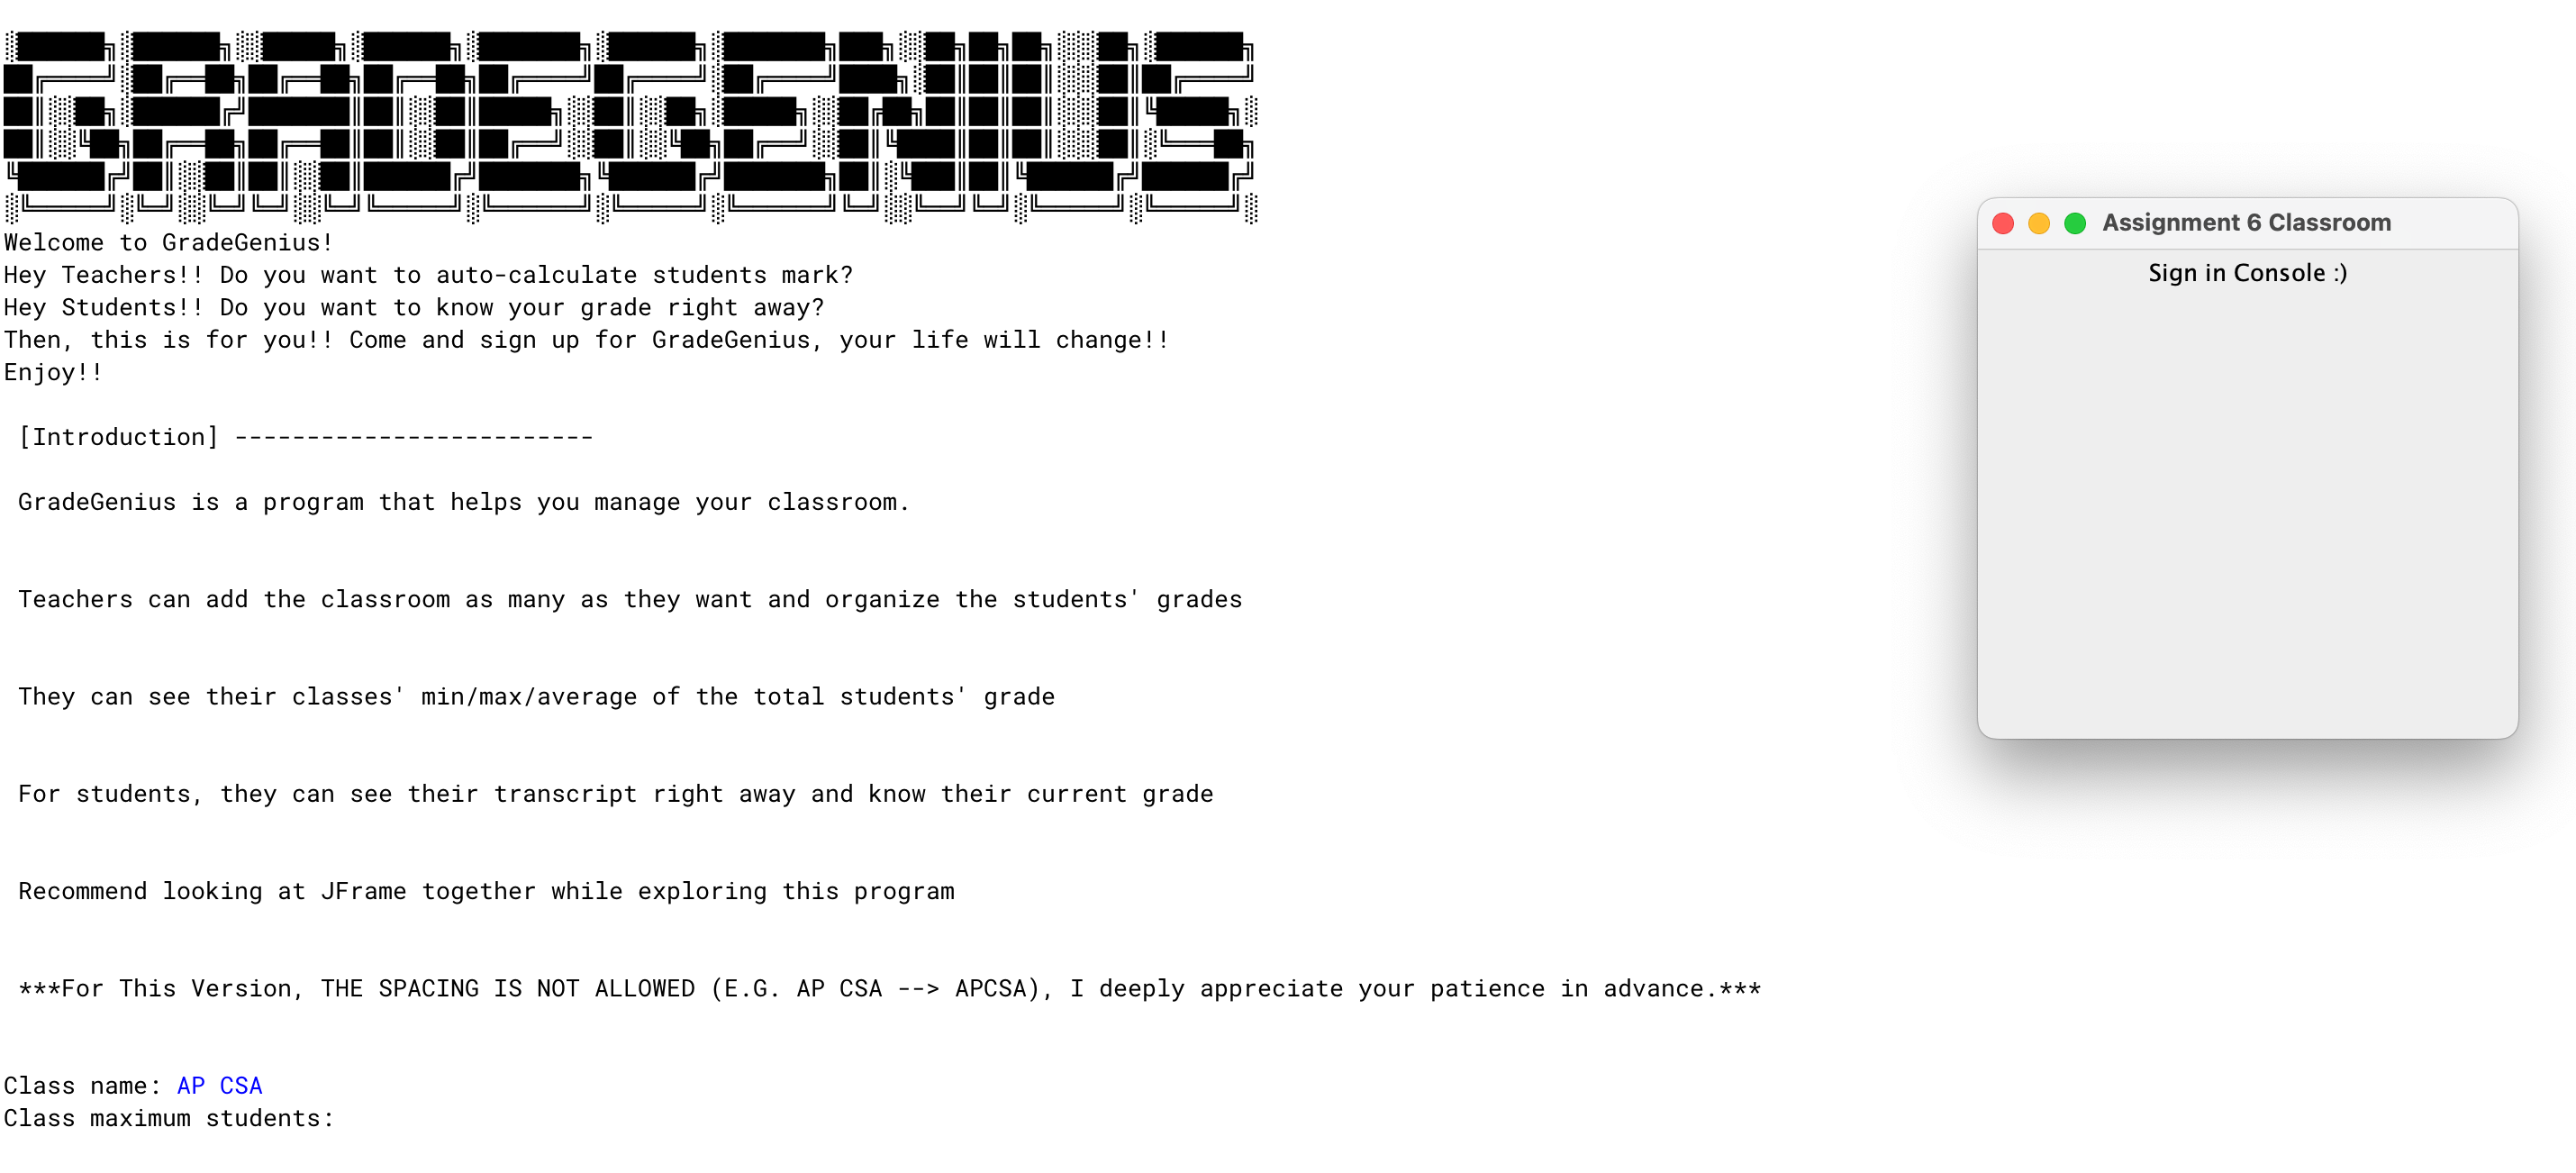 GRADEGENIUS
Welcome to GradeGenius!
Hey Teachers!! Do you want to auto-calculate students mark?
Hey Students!! Do you want to know your grade right away?
Then, this is for you!! Come and sign up for GradeGenius, your life will change!!
Enjoy!!
[Introduction] -------------------------
GradeGenius is a program that helps you manage your classroom.
Teachers can add the classroom as many as they want and organize the students' grades
They can see their classes' min/max/average of the total students' grade
For students, they can see their transcript right away and know their current grade
Recommend looking at JFrame together while exploring this program
***For This Version, THE SPACING IS NOT ALLOWED (E.G. AP CSA --> APCSA), I deeply appreciate your patience in advance.***
Class name: AP CSA
Class maximum students:
Assignment 6 Classroom
Sign in Console :)